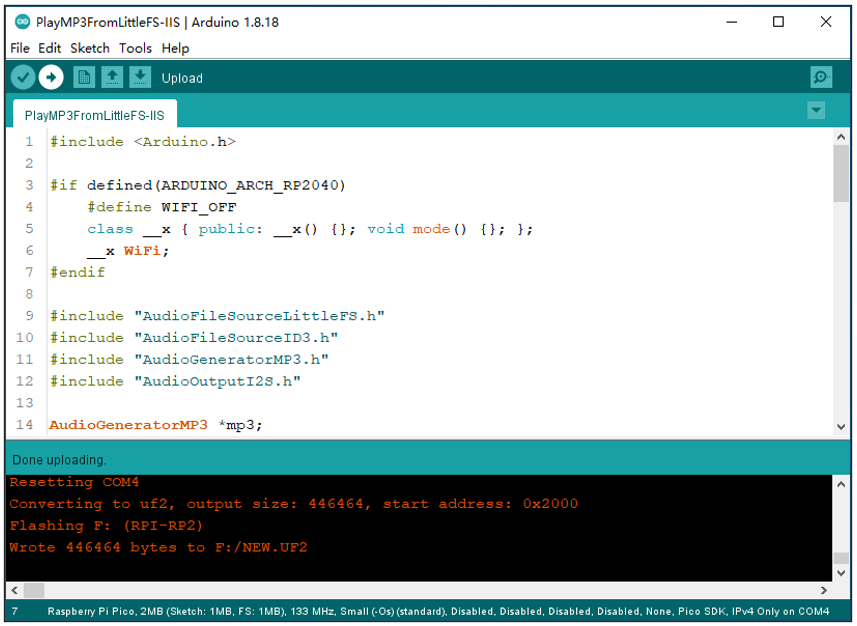 PlayMP3FromLittleFS-IIS | Arduino 1.8.18
File Edit Sketch Tools Help
Upload
PlayMP3FromLittleFS-IIS
1 #include <Arduino.h>
2
3 #if defined(ARDUINO_ARCH_RP2040)
4     #define WIFI_OFF
5     class __x { public: __x() {}; void mode() {}; };
6     __x WiFi;
7 #endif
8
9 #include "AudioFileSourceLittleFS.h"
10 #include "AudioFileSourceID3.h"
11 #include "AudioGeneratorMP3.h"
12 #include "AudioOutputI2S.h"
13
14 AudioGeneratorMP3 *mp3;
Done uploading.
Resetting COM4
Converting to uf2, output size: 446464, start address: 0x2000
Flashing F: (RPI-RP2)
Wrote 446464 bytes to F:/NEW.UF2
7 Raspberry Pi Pico, 2MB (Sketch: 1MB, FS: 1MB), 133 MHz, Small (-Os) (standard), Disabled, Disabled, Disabled, Disabled, None, Pico SDK, IPv4 Only on COM4